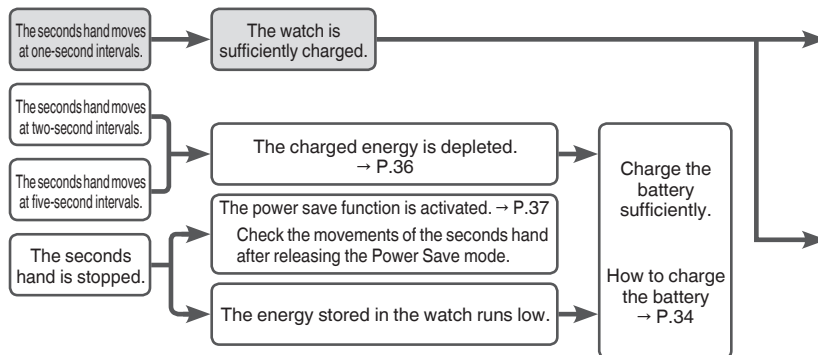 The seconds hand moves
at one-second intervals.
The watch is
sufficiently charged.
The seconds hand moves
at two-second intervals.
The seconds hand moves
at five-second intervals.
The charged energy is depleted.
→ P.36
The power save function is activated. → P.37
Check the movements of the seconds hand
after releasing the Power Save mode.
The seconds
hand is stopped.
The energy stored in the watch runs low.
Charge the
battery
sufficiently.
How to charge
the battery
→ P.34